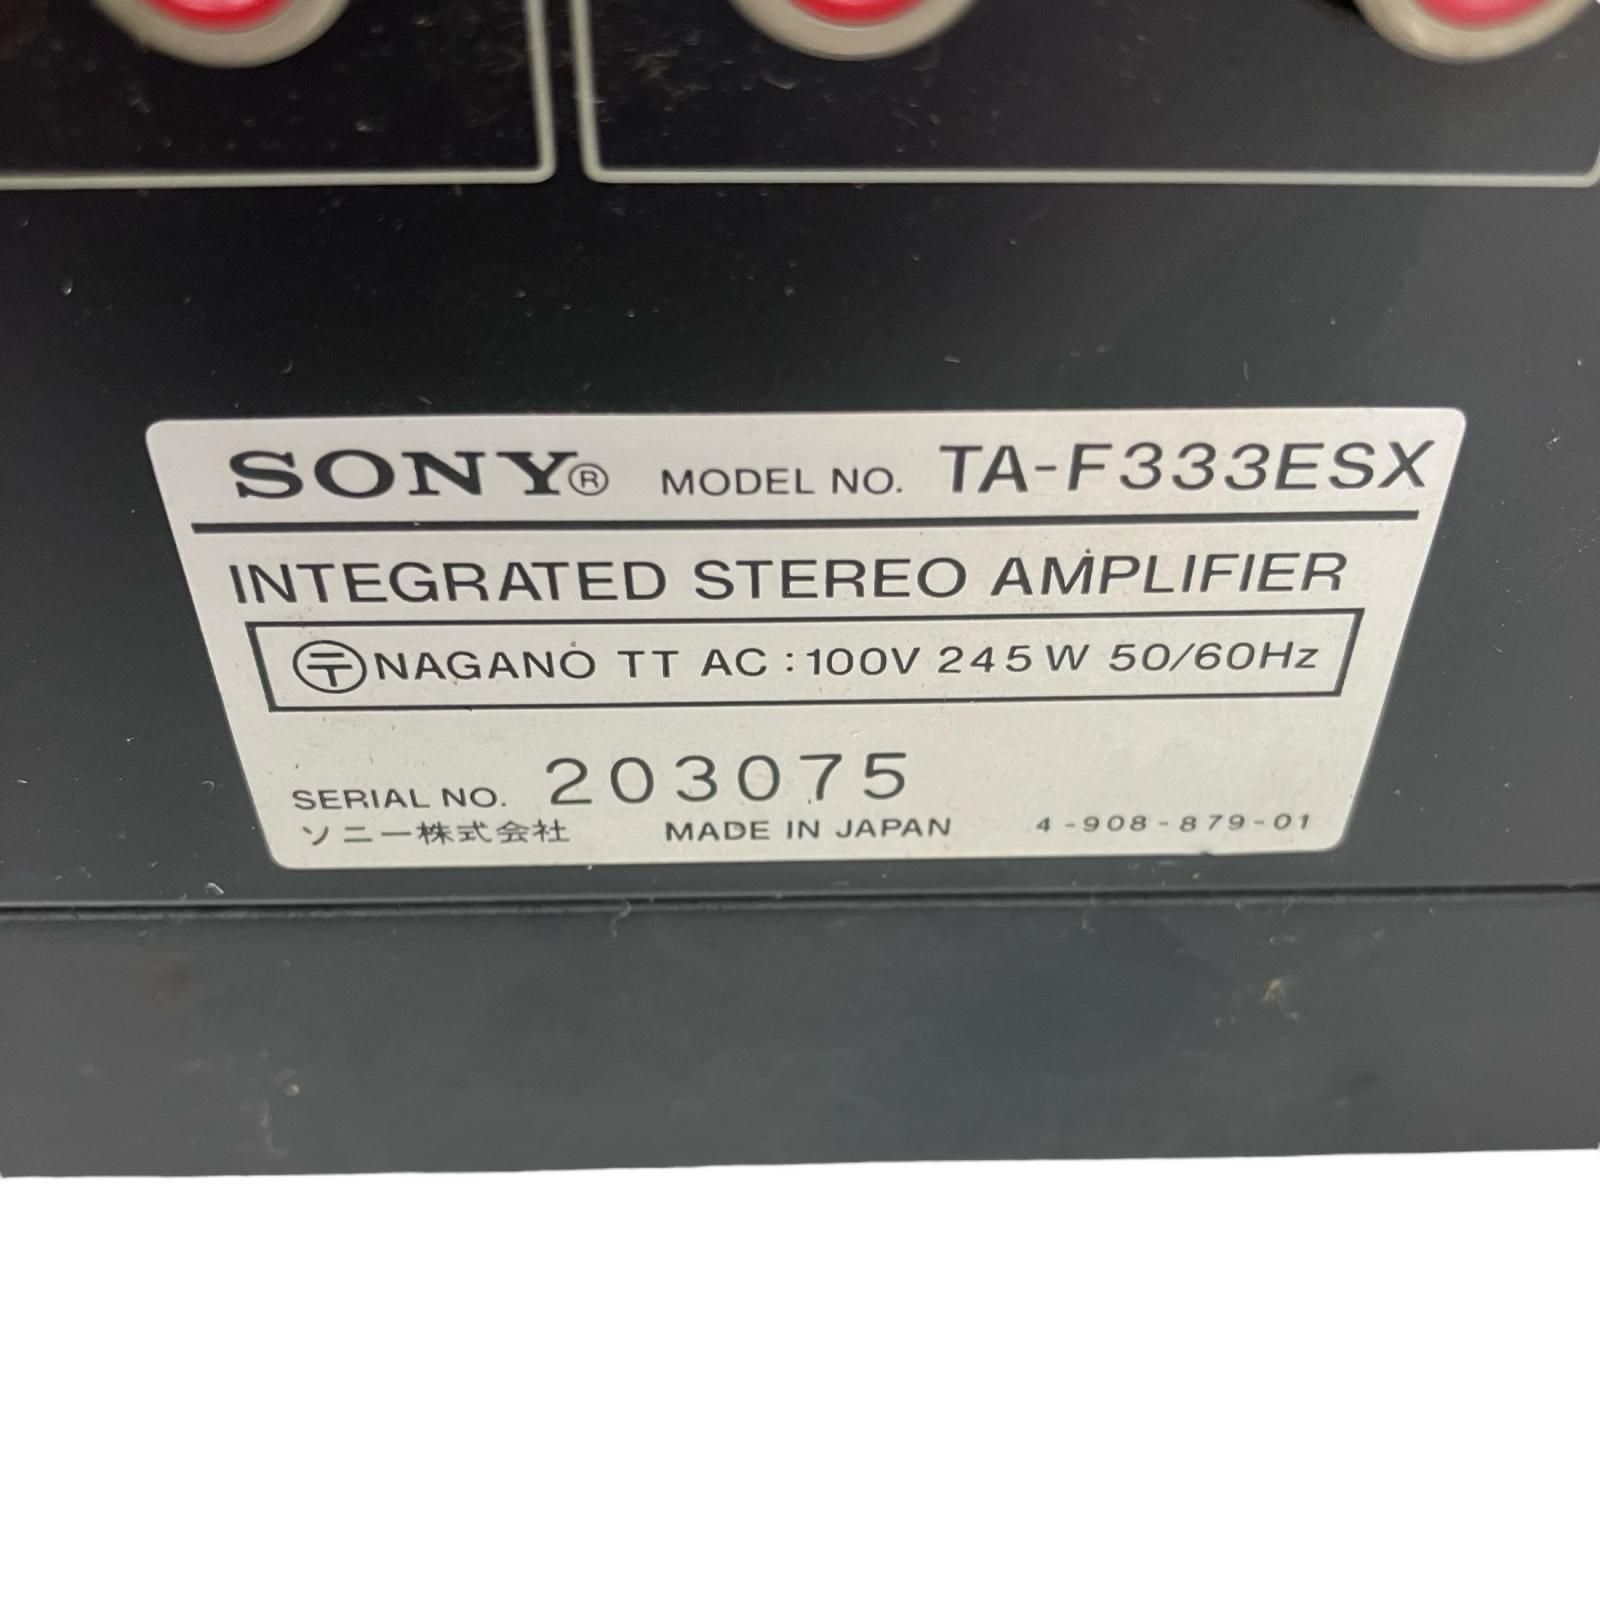 SONY® MODEL NO. TA-F333ESX
INTEGRATED STEREO AMPLIFIER
〶NAGANO TT AC:100V 245W 50/60Hz
SERIAL NO. 203075
ソニー株式会社 MADE IN JAPAN 4-908-879-01